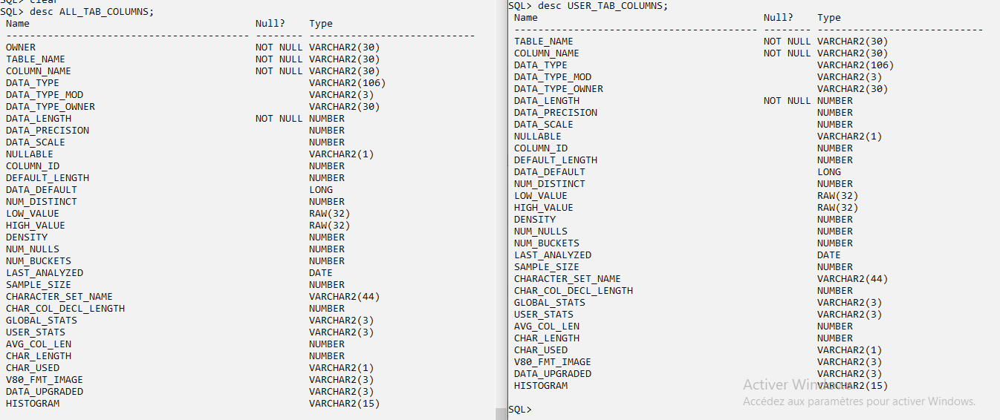 SQL> clear
SQL> desc ALL_TAB_COLUMNS;
Name Null? Type
----------------------------------------- -------- ----------------------------
OWNER NOT NULL VARCHAR2(30)
TABLE_NAME NOT NULL VARCHAR2(30)
COLUMN_NAME NOT NULL VARCHAR2(30)
DATA_TYPE VARCHAR2(106)
DATA_TYPE_MOD VARCHAR2(3)
DATA_TYPE_OWNER VARCHAR2(30)
DATA_LENGTH NOT NULL NUMBER
DATA_PRECISION NUMBER
DATA_SCALE NUMBER
NULLABLE VARCHAR2(1)
COLUMN_ID NUMBER
DEFAULT_LENGTH NUMBER
DATA_DEFAULT LONG
NUM_DISTINCT NUMBER
LOW_VALUE RAW(32)
HIGH_VALUE RAW(32)
DENSITY NUMBER
NUM_NULLS NUMBER
NUM_BUCKETS NUMBER
LAST_ANALYZED DATE
SAMPLE_SIZE NUMBER
CHARACTER_SET_NAME VARCHAR2(44)
CHAR_COL_DECL_LENGTH NUMBER
GLOBAL_STATS VARCHAR2(3)
USER_STATS VARCHAR2(3)
AVG_COL_LEN NUMBER
CHAR_LENGTH NUMBER
CHAR_USED VARCHAR2(1)
V80_FMT_IMAGE VARCHAR2(3)
DATA_UPGRADED VARCHAR2(3)
HISTOGRAM VARCHAR2(15)
SQL> desc USER_TAB_COLUMNS;
Name Null? Type
----------------------------------------- -------- ----------------------------
TABLE_NAME NOT NULL VARCHAR2(30)
COLUMN_NAME NOT NULL VARCHAR2(30)
DATA_TYPE VARCHAR2(106)
DATA_TYPE_MOD VARCHAR2(3)
DATA_TYPE_OWNER VARCHAR2(30)
DATA_LENGTH NOT NULL NUMBER
DATA_PRECISION NUMBER
DATA_SCALE NUMBER
NULLABLE VARCHAR2(1)
COLUMN_ID NUMBER
DEFAULT_LENGTH NUMBER
DATA_DEFAULT LONG
NUM_DISTINCT NUMBER
LOW_VALUE RAW(32)
HIGH_VALUE RAW(32)
DENSITY NUMBER
NUM_NULLS NUMBER
NUM_BUCKETS NUMBER
LAST_ANALYZED DATE
SAMPLE_SIZE NUMBER
CHARACTER_SET_NAME VARCHAR2(44)
CHAR_COL_DECL_LENGTH NUMBER
GLOBAL_STATS VARCHAR2(3)
USER_STATS VARCHAR2(3)
AVG_COL_LEN NUMBER
CHAR_LENGTH NUMBER
CHAR_USED VARCHAR2(1)
V80_FMT_IMAGE VARCHAR2(3)
DATA_UPGRADED VARCHAR2(3)
HISTOGRAM VARCHAR2(15)
SQL>
Activer Windows
Accédez aux paramètres pour activer Windows.